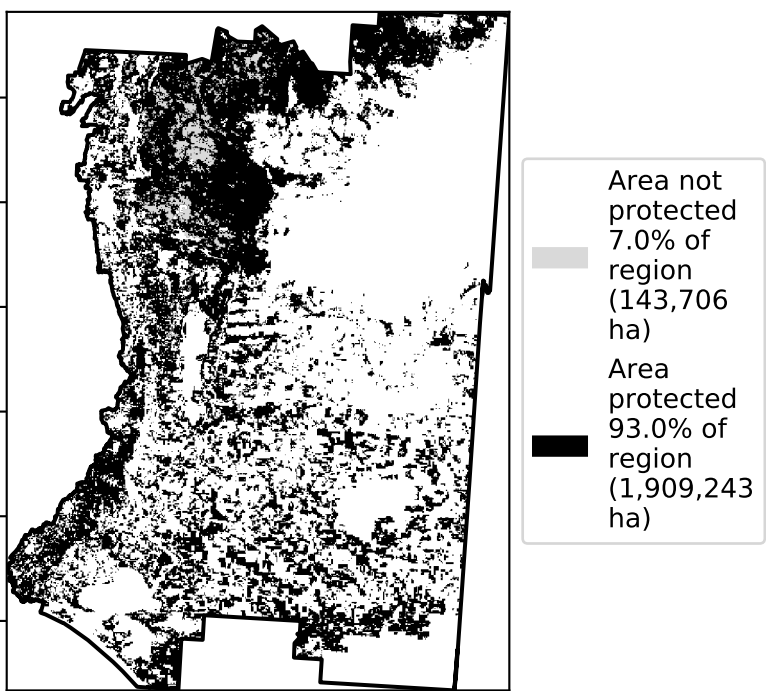 Area not
protected
7.0% of
region
(143,706
ha)
Area
protected
93.0% of
region
(1,909,243
ha)